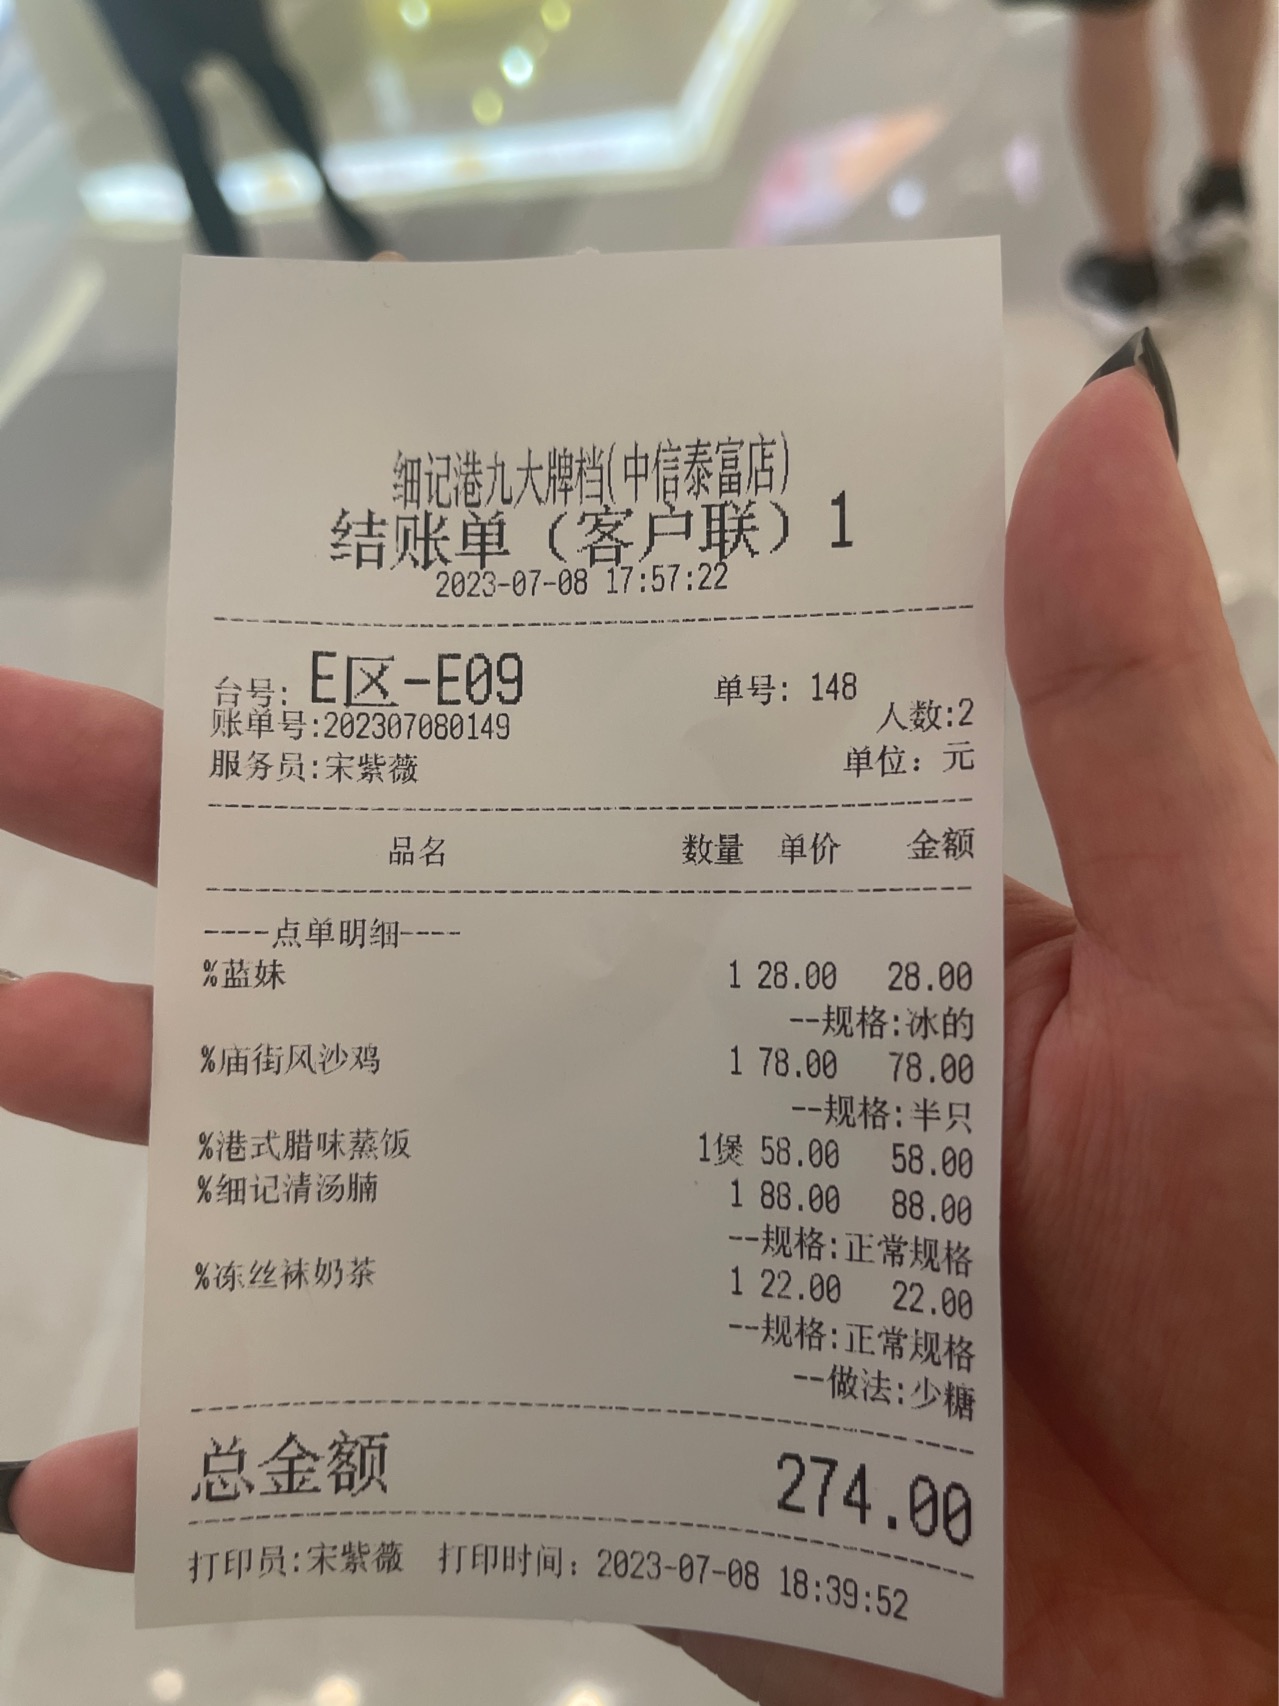 细记港九大牌档(中信泰富店)
结账单（客户联）1
2023-07-08 17:57:22
台号: E区-E09 单号: 148
账单号:202307080149 人数:2
服务员:宋紫薇 单位: 元
品名 数量 单价 金额
----点单明细----
%蓝妹 1 28.00 28.00
--规格:冰的
%庙街风沙鸡 1 78.00 78.00
--规格:半只
%港式腊味蒸饭 1煲 58.00 58.00
%细记清汤腩 1 88.00 88.00
--规格:正常规格
%冻丝袜奶茶 1 22.00 22.00
--规格:正常规格
--做法:少糖
总金额 274.00
打印员:宋紫薇 打印时间: 2023-07-08 18:39:52